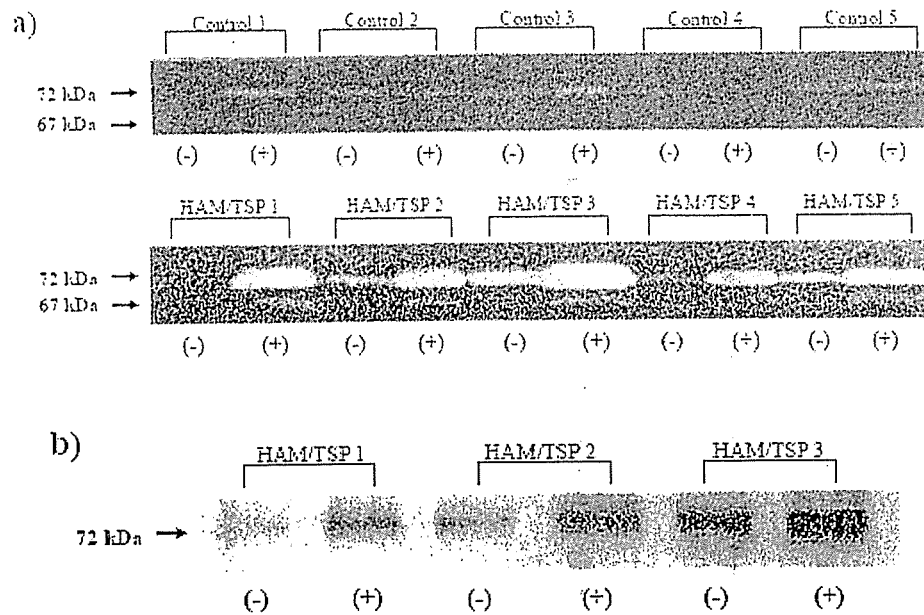 a)
Control 1 Control 2 Control 3 Control 4 Control 5
72 kDa →
67 kDa →
(-) (+) (-) (+) (-) (+) (-) (+) (-) (+)
HAM/TSP 1 HAM/TSP 2 HAM/TSP 3 HAM/TSP 4 HAM/TSP 5
72 kDa →
67 kDa →
(-) (+) (-) (+) (-) (+) (-) (+) (-) (+)
b)
HAM/TSP 1 HAM/TSP 2 HAM/TSP 3
72 kDa →
(-) (+) (-) (+) (-) (+)